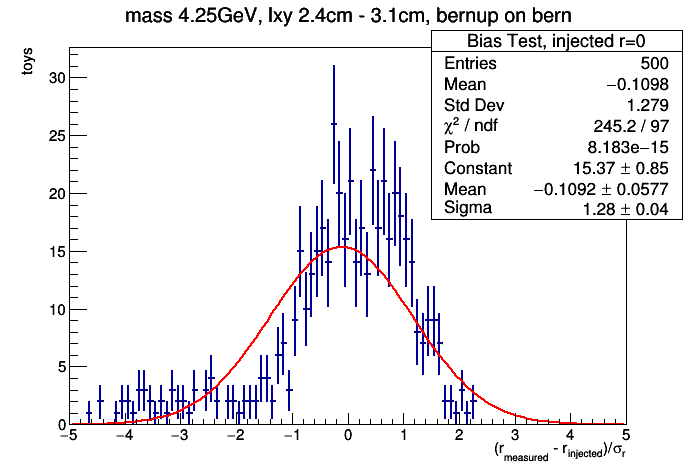 mass 4.25GeV, lxy 2.4cm - 3.1cm, bernup on bern
Bias Test, injected r=0
Entries 500
Mean −0.1098
Std Dev 1.279
χ² / ndf 245.2 / 97
Prob 8.183e−15
Constant 15.37 ± 0.85
Mean −0.1092 ± 0.0577
Sigma 1.28 ± 0.04
toys
30
25
20
15
10
5
0
−5 −4 −3 −2 −1 0 1 2 3 4 5
(r_measured - r_injected)/σ_r